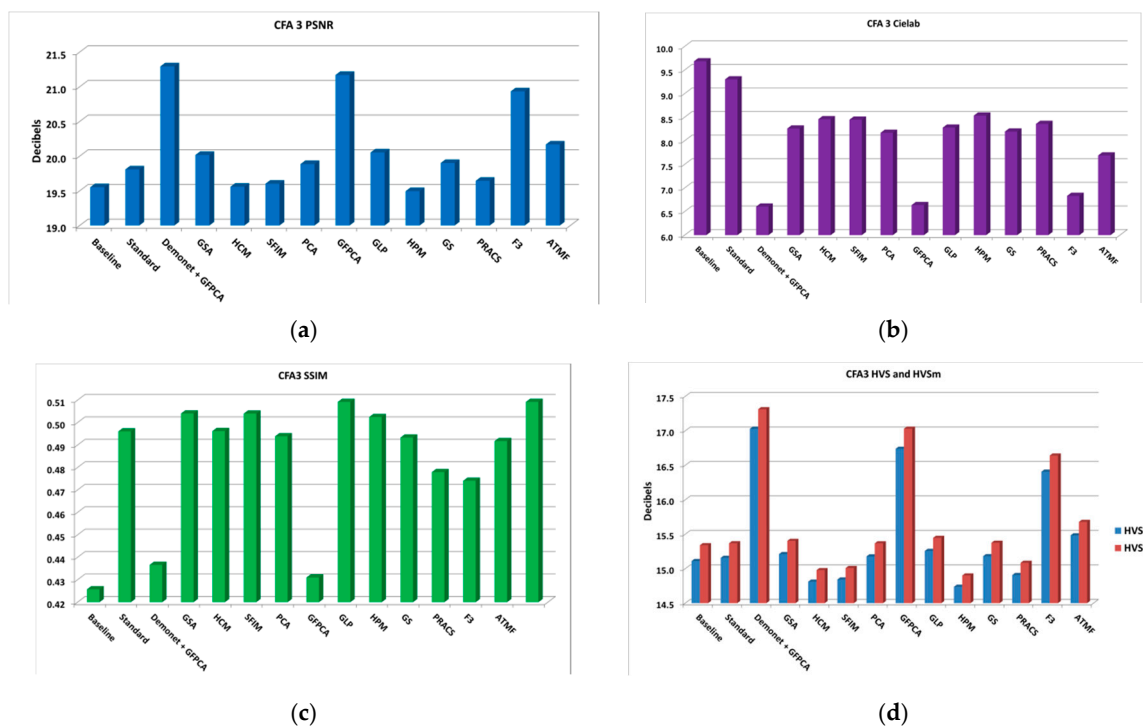 CFA 3 PSNR
Decibels
21.5
21.0
20.5
20.0
19.5
19.0
Baseline
Standard
Demonet + GFPCA
GSA
HCM
SFIM
PCA
GFPCA
GLP
HPM
GS
PRACS
F3
ATMF
(a)
CFA 3 Cielab
10.0
9.5
9.0
8.5
8.0
7.5
7.0
6.5
6.0
Baseline
Standard
Demonet + GFPCA
GSA
HCM
SFIM
PCA
GFPCA
GLP
HPM
GS
PRACS
F3
ATMF
(b)
CFA3 SSIM
0.51
0.50
0.49
0.48
0.47
0.46
0.45
0.44
0.43
0.42
Baseline
Standard
Demonet + GFPCA
GSA
HCM
SFIM
PCA
GFPCA
GLP
HPM
GS
PRACS
F3
ATMF
(c)
CFA3 HVS and HVSm
Decibels
17.5
17.0
16.5
16.0
15.5
15.0
14.5
Baseline
Standard
Demonet + GFPCA
GSA
HCM
SFIM
PCA
GFPCA
GLP
HPM
GS
PRACS
F3
ATMF
HVS
HVS
(d)